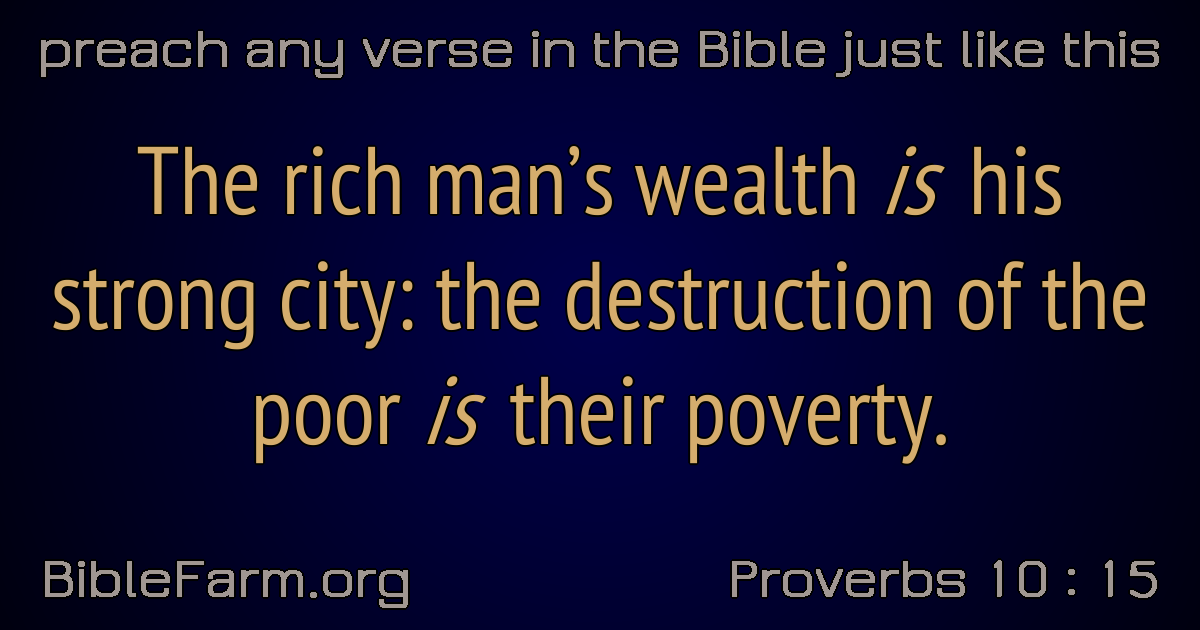 preach any verse in the Bible just like this
The rich man’s wealth is his
strong city: the destruction of the
poor is their poverty.
BibleFarm.org
Proverbs 10 : 15